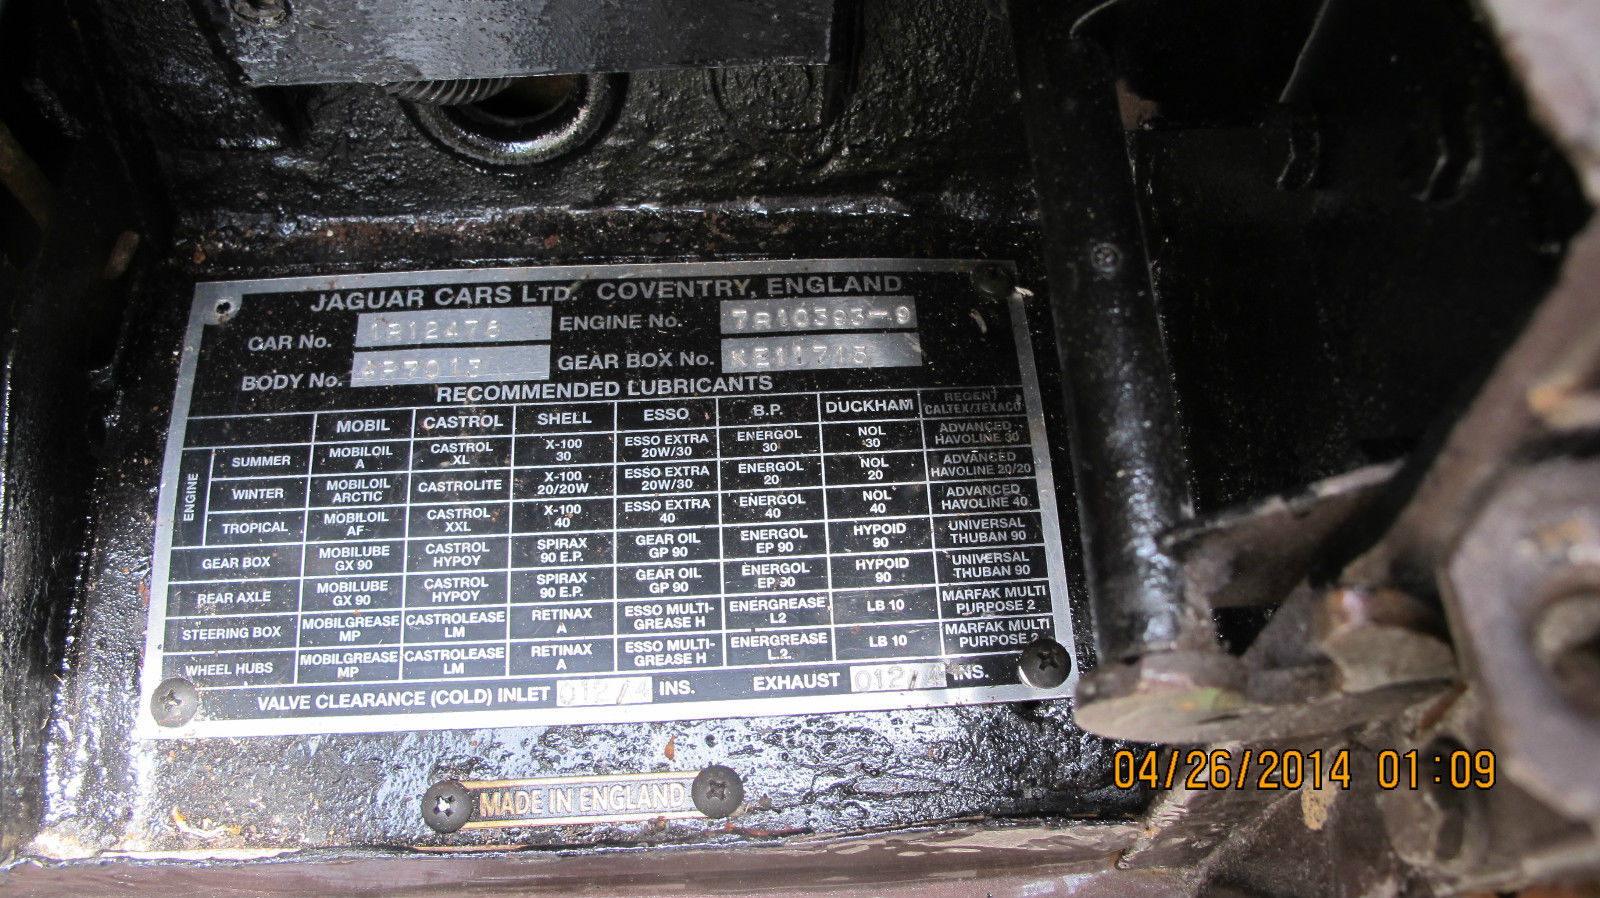 JAGUAR CARS LTD. COVENTRY, ENGLAND
CAR No. 1R12476 ENGINE No. 7R10393-9
BODY No. 4R7013 GEAR BOX No. KE11713
RECOMMENDED LUBRICANTS
MOBIL CASTROL SHELL ESSO B.P. DUCKHAM REGENT CALTEX/TEXACO
ENGINE
SUMMER MOBILOIL A CASTROL XL X-100 30 ESSO EXTRA 20W/30 ENERGOL 30 NOL 30 ADVANCED HAVOLINE 30
WINTER MOBILOIL ARCTIC CASTROLITE X-100 20/20W ESSO EXTRA 20W/30 ENERGOL 20 NOL 20 ADVANCED HAVOLINE 20/20
TROPICAL MOBILOIL AF CASTROL XXL X-100 40 ESSO EXTRA 40 ENERGOL 40 NOL 40 ADVANCED HAVOLINE 40
GEAR BOX MOBILUBE GX 90 CASTROL HYPOY SPIRAX 90 E.P. GEAR OIL GP 90 ENERGOL EP 90 HYPOID 90 UNIVERSAL THUBAN 90
REAR AXLE MOBILUBE GX 90 CASTROL HYPOY SPIRAX 90 E.P. GEAR OIL GP 90 ENERGOL EP 90 HYPOID 90 UNIVERSAL THUBAN 90
STEERING BOX MOBILGREASE MP CASTROLEASE LM RETINAX A ESSO MULTI-GREASE H ENERGREASE L2 LB 10 MARFAK MULTI PURPOSE 2
WHEEL HUBS MOBILGREASE MP CASTROLEASE LM RETINAX A ESSO MULTI-GREASE H ENERGREASE L.2. LB 10 MARFAK MULTI PURPOSE 2
VALVE CLEARANCE (COLD) INLET 012/4 INS. EXHAUST 012/4 INS.
MADE IN ENGLAND
04/26/2014 01:09